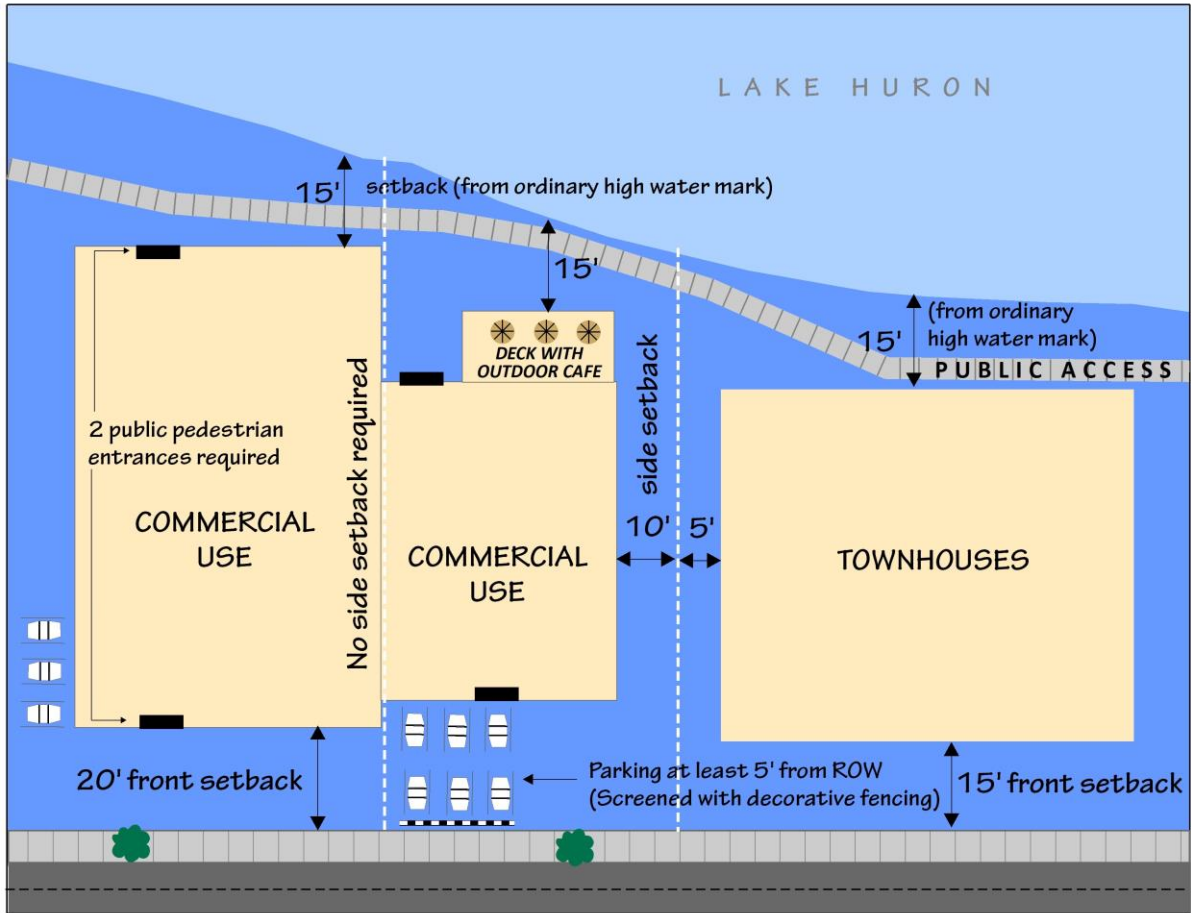 LAKE HURON
15'
setback (from ordinary high water mark)
15'
(from ordinary
high water mark)
15'
PUBLIC ACCESS
DECK WITH
OUTDOOR CAFE
2 public pedestrian
entrances required
No side setback required
side setback
COMMERCIAL
USE
COMMERCIAL
USE
10'
5'
TOWNHOUSES
20' front setback
Parking at least 5' from ROW
(Screened with decorative fencing)
15' front setback